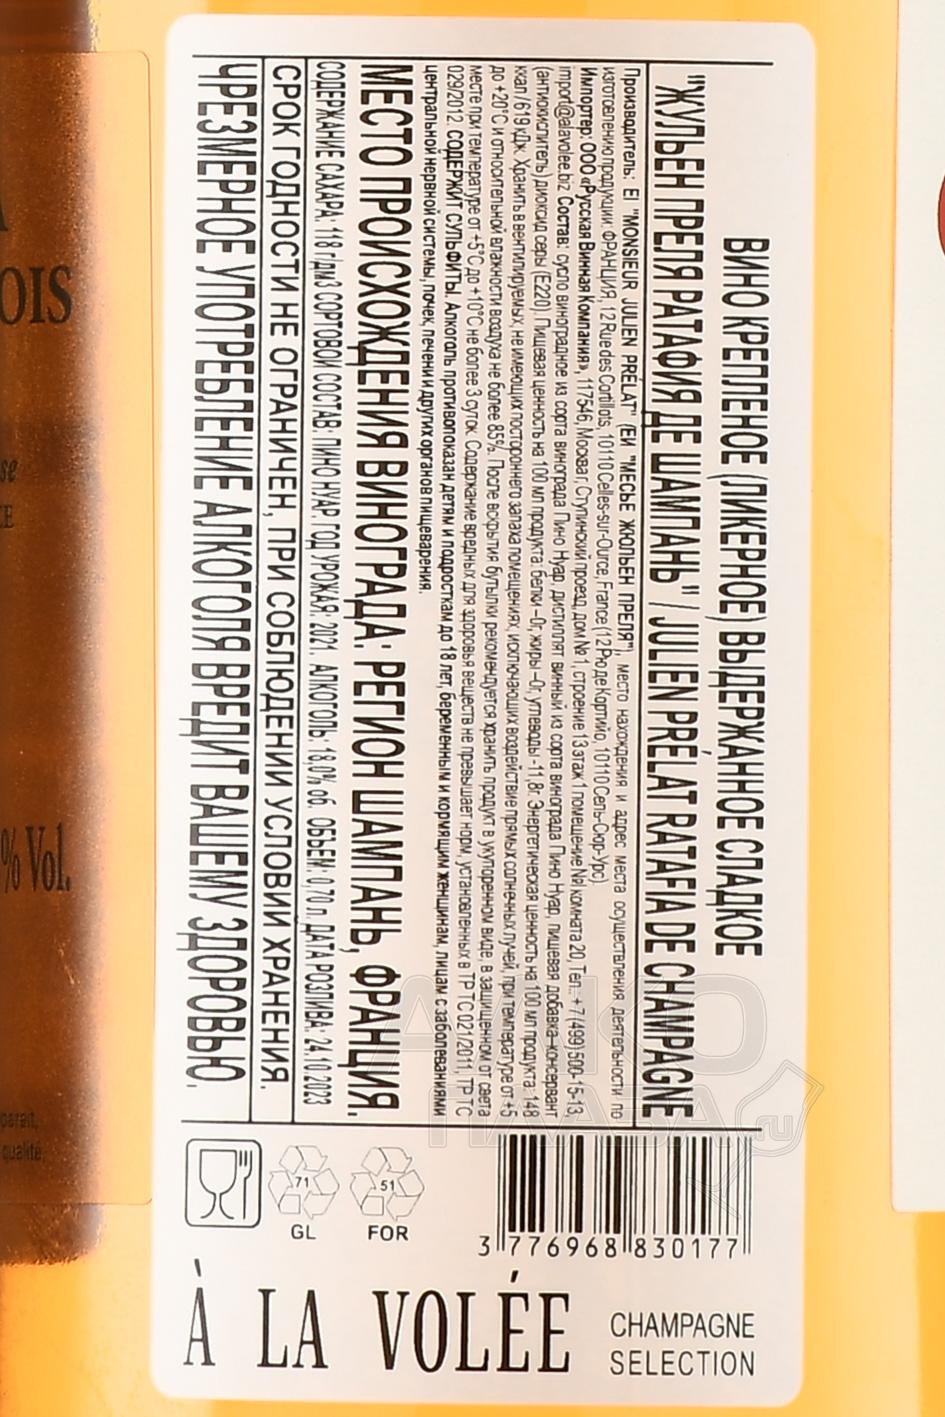 ВИНО КРЕПЛЕНОЕ (ЛИКЕРНОЕ) ВЫДЕРЖАННОЕ СЛАДКОЕ
"ЖУЛЬЕН ПРЕЛЯ РАТАФИЯ ДЕ ШАМПАНЬ" / JULIEN PRÉLAT RATAFIA DE CHAMPAGNE
Производитель: EI "MONSIEUR JULIEN PRÉLAT" (ЕИ "МЕСЬЕ ЖЮЛЬЕН ПРЕЛЯ"), место нахождения и адрес места осуществления деятельности по
изготовлению продукции: ФРАНЦИЯ, 12 Rue des Cortillots, 10110 Celles-sur-Ource, France (12 Рю де Кортийо, 10110 Сель-Сюр-Урс)
Импортер: ООО «Русская Винная Компания», 117546, Москва г, Ступинский проезд, дом № 1, строение 13 этаж 1 помещение №I комната 20, Тел.: +7 (499) 500-15-13,
import@alavolee.biz Состав: сусло виноградное из сорта винограда Пино Нуар, дистиллят винный из сорта винограда Пино Нуар, пищевая добавка-консервант
(антиокислитель) диоксид серы (Е220). Пищевая ценность на 100 мл продукта: белки – 0г, жиры – 0г, углеводы - 11,8г. Энергетическая ценность на 100 мл продукта: 148
ккал / 619 кДж. Хранить в вентилируемых, не имеющих постороннего запаха помещениях, исключающих воздействие прямых солнечных лучей, при температуре от +5
до +20°С и относительной влажности воздуха не более 85%. После вскрытия бутылки рекомендуется хранить продукт в укупоренном виде, в защищенном от света
месте при температуре от +5°С до +10°С не более 3 суток. Содержание вредных для здоровья веществ не превышает норм, установленных в ТР ТС 021/2011, ТР ТС
029/2012. СОДЕРЖИТ СУЛЬФИТЫ. Алкоголь противопоказан детям и подросткам до 18 лет, беременным и кормящим женщинам, лицам с заболеваниями
центральной нервной системы, почек, печени и других органов пищеварения.
МЕСТО ПРОИСХОЖДЕНИЯ ВИНОГРАДА: РЕГИОН ШАМПАНЬ, ФРАНЦИЯ.
СОДЕРЖАНИЕ САХАРА: 118 г/дм3 СОРТОВОЙ СОСТАВ: ПИНО НУАР. ГОД УРОЖАЯ: 2021. АЛКОГОЛЬ: 18,0% об. ОБЪЕМ: 0,70 л. ДАТА РОЗЛИВА: 24.10.2023
СРОК ГОДНОСТИ НЕ ОГРАНИЧЕН, ПРИ СОБЛЮДЕНИИ УСЛОВИЙ ХРАНЕНИЯ.
ЧРЕЗМЕРНОЕ УПОТРЕБЛЕНИЕ АЛКОГОЛЯ ВРЕДИТ ВАШЕМУ ЗДОРОВЬЮ.
71
GL
51
FOR
3 776968 830177
À LA VOLÉE
CHAMPAGNE
SELECTION
OIS
% Vol.
qualité
АЛКО
ПЛАЗА.ru